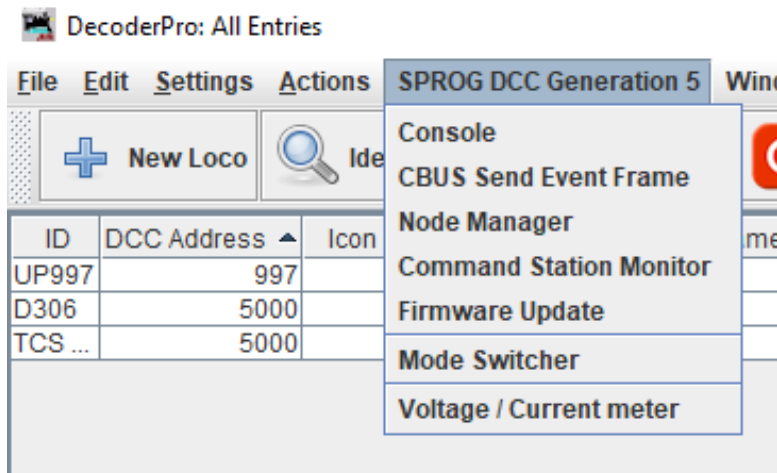 DecoderPro: All Entries
File Edit Settings Actions SPROG DCC Generation 5
New Loco
Console
CBUS Send Event Frame
Node Manager
Command Station Monitor
Firmware Update
Mode Switcher
Voltage / Current meter
ID DCC Address Icon
UP997 997
D306 5000
TCS ... 5000